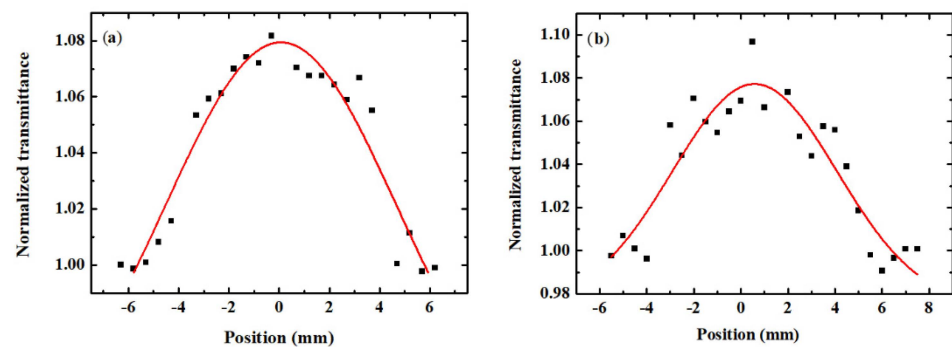 (a)
Normalized transmittance
1.08
1.06
1.04
1.02
1.00
-6 -4 -2 0 2 4 6
Position (mm)
(b)
Normalized transmittance
1.10
1.08
1.06
1.04
1.02
1.00
0.98
-6 -4 -2 0 2 4 6 8
Position (mm)